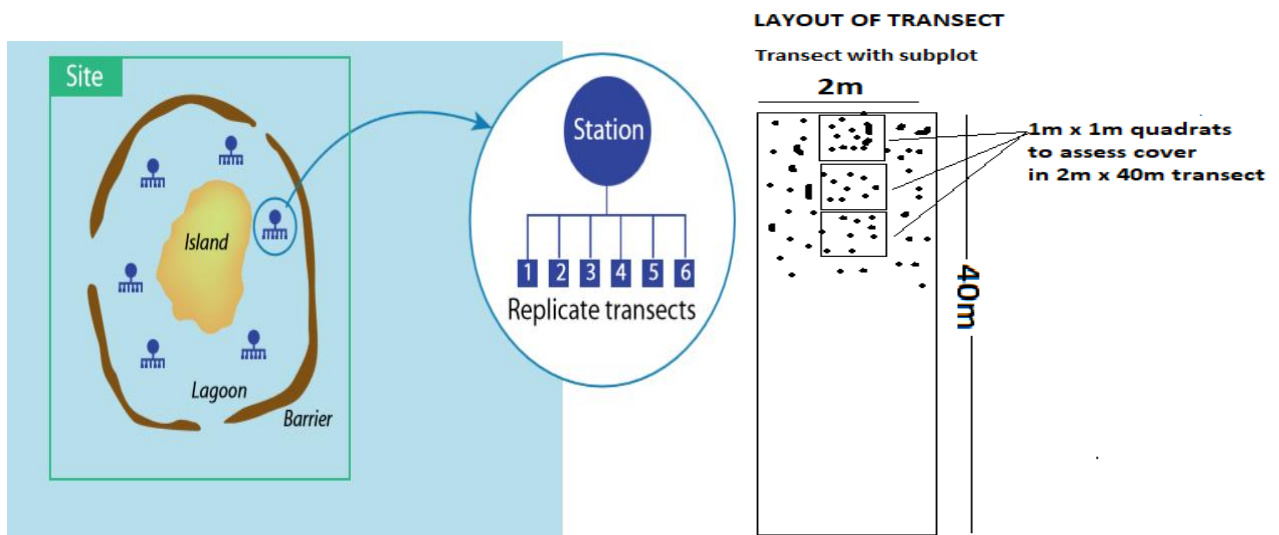 Site
Island
Lagoon
Barrier
Station
1 2 3 4 5 6
Replicate transects
LAYOUT OF TRANSECT
Transect with subplot
2m
1m x 1m quadrats
to assess cover
in 2m x 40m transect
40m